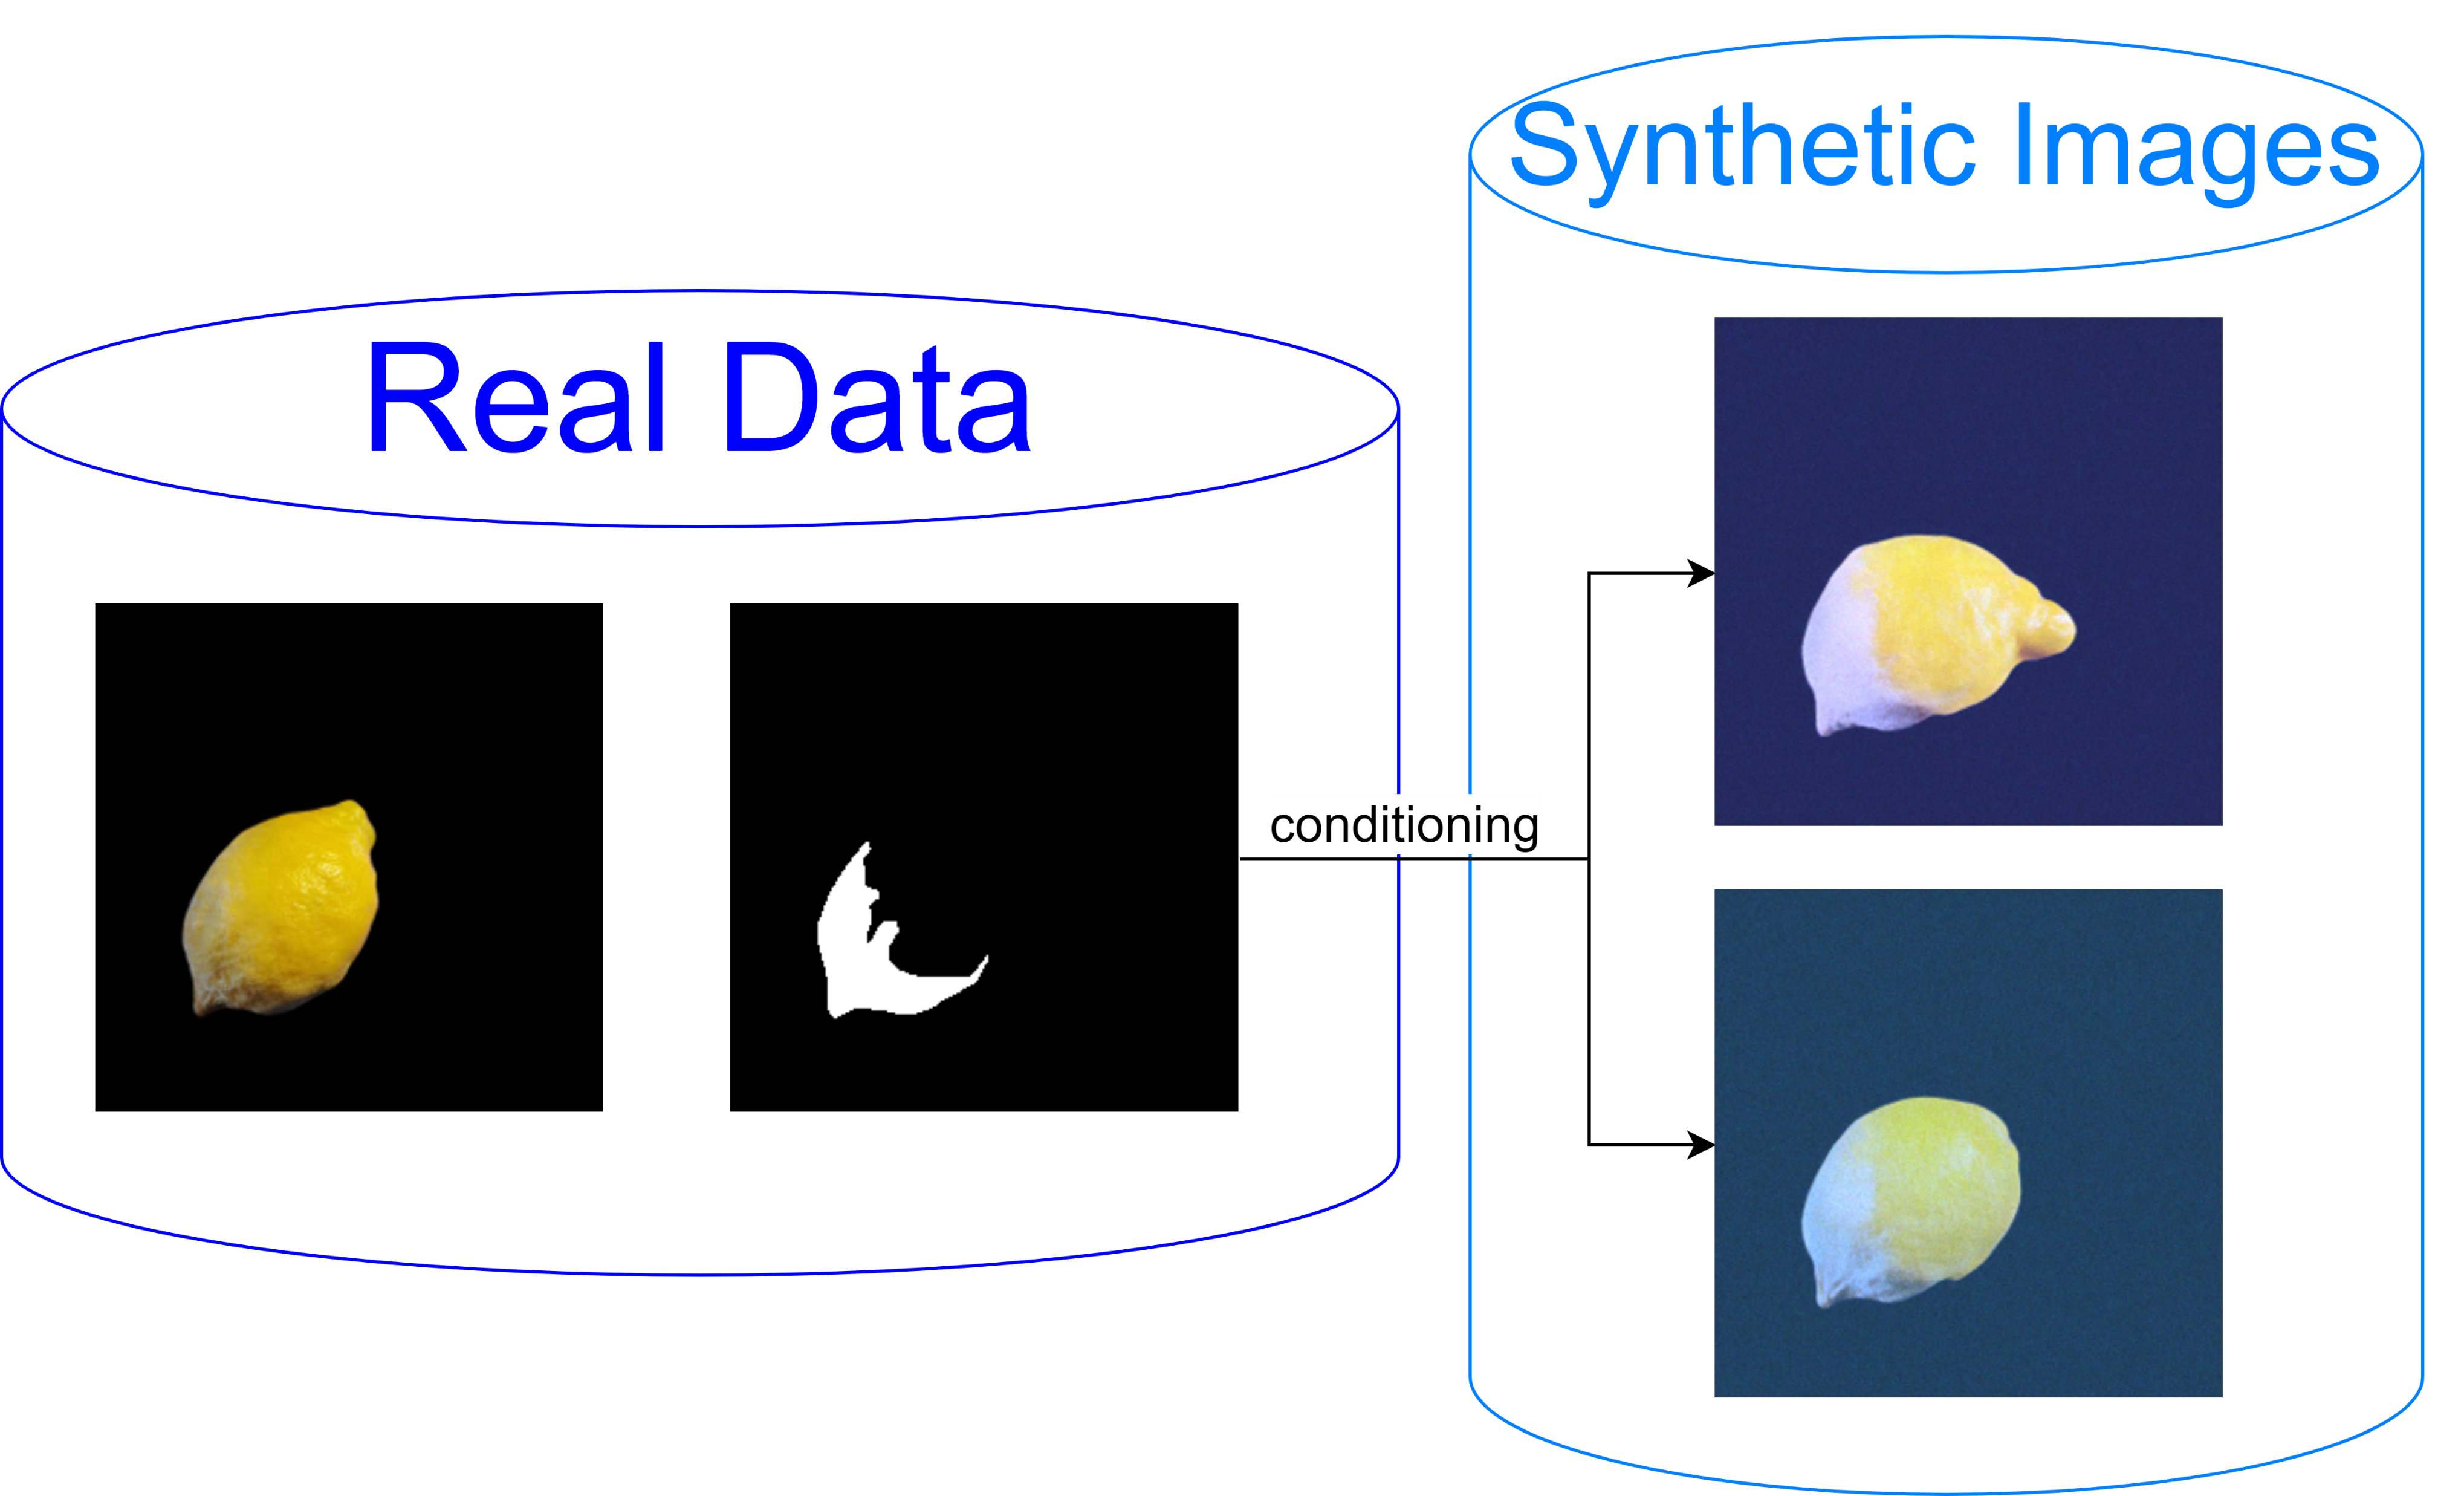 Synthetic Images
Real Data
conditioning